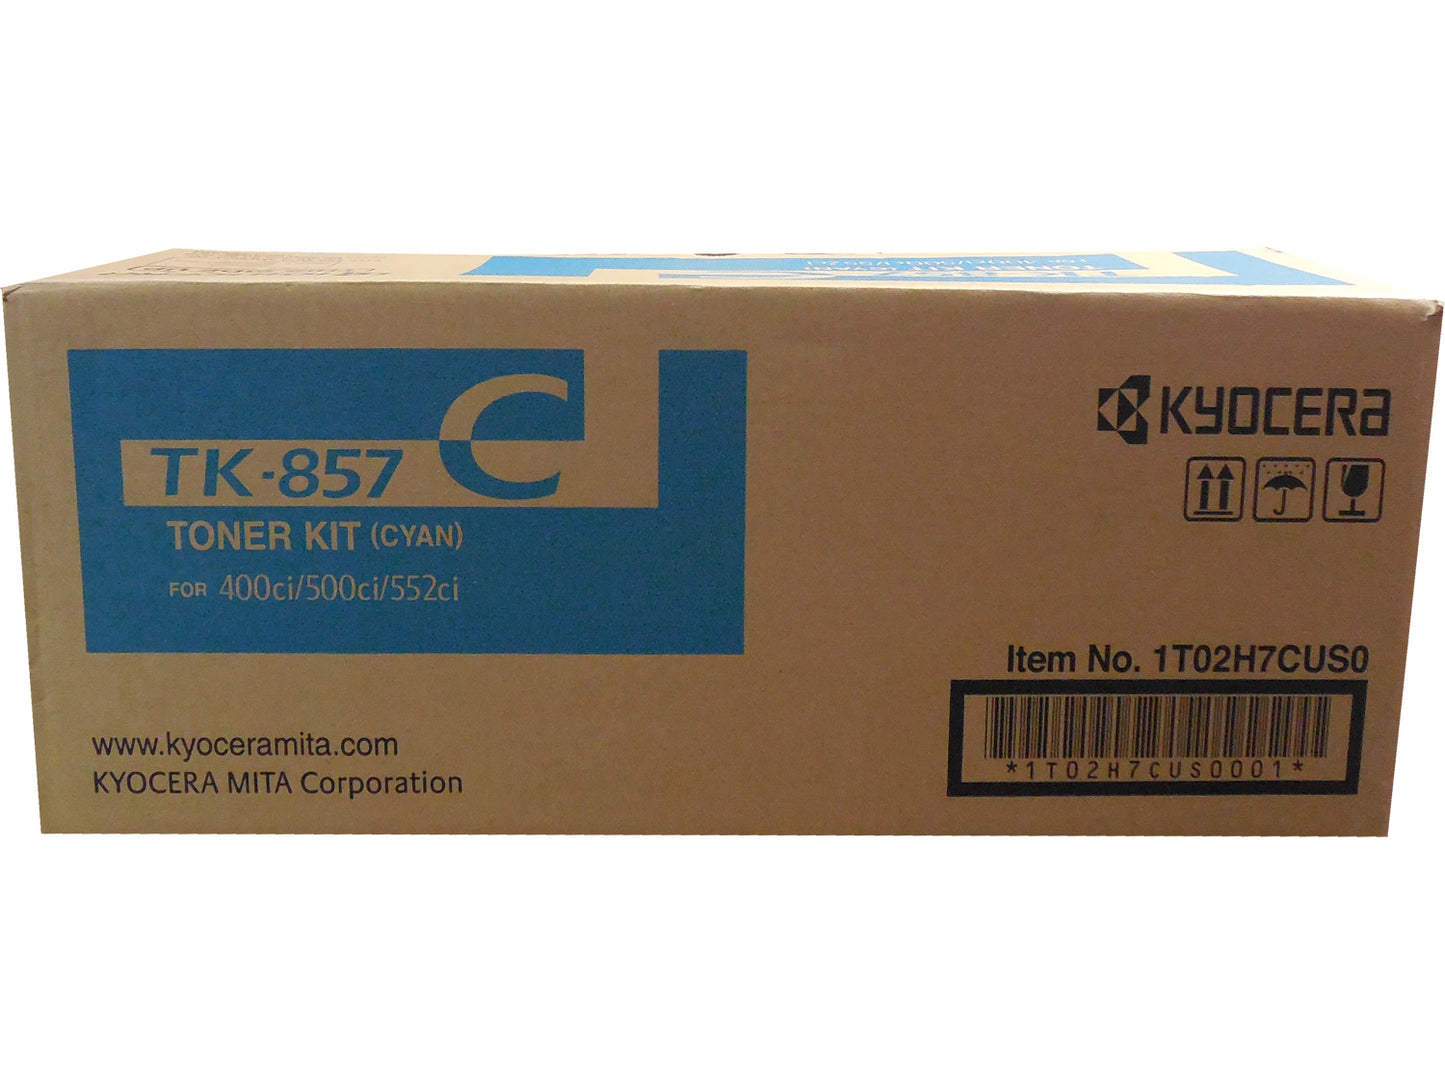 C
TK-857
TONER KIT (CYAN)
FOR 400ci/500ci/552ci
www.kyoceramita.com
KYOCERA MITA Corporation
KYOCERA
Item No. 1T02H7CUS0
*1T02H7CUS0001*